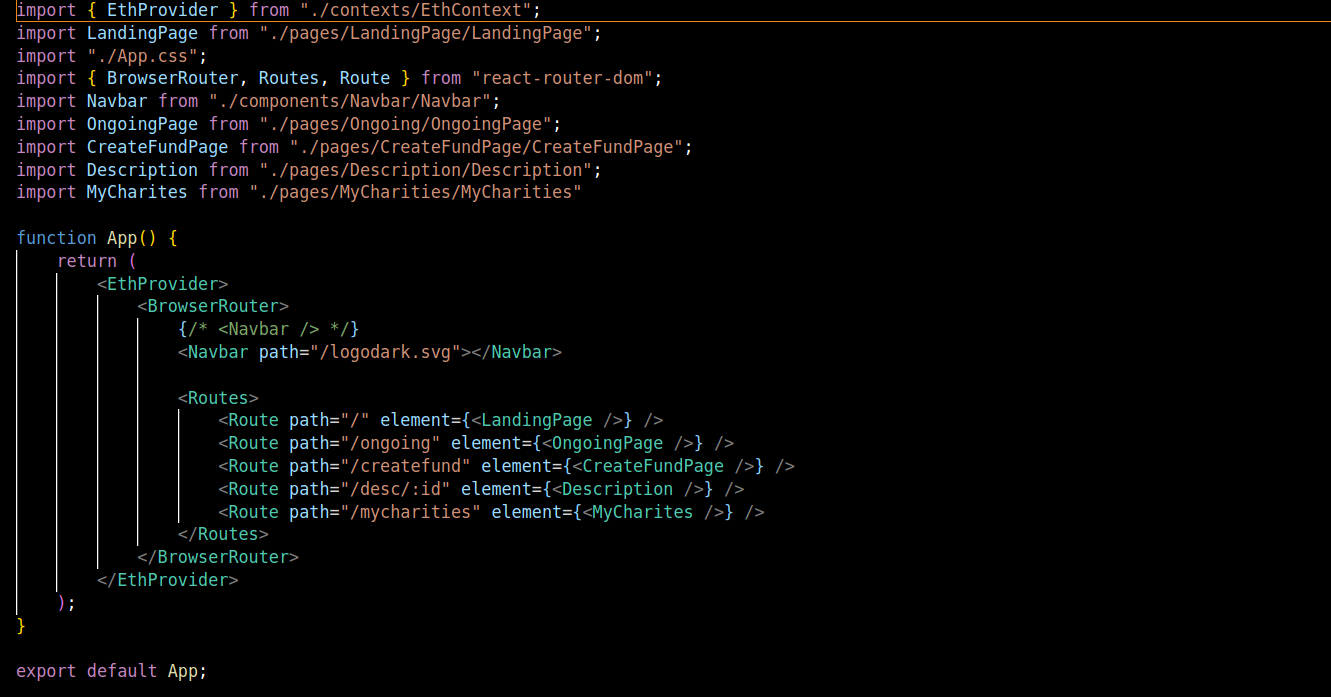 import { EthProvider } from "./contexts/EthContext";
import LandingPage from "./pages/LandingPage/LandingPage";
import "./App.css";
import { BrowserRouter, Routes, Route } from "react-router-dom";
import Navbar from "./components/Navbar/Navbar";
import OngoingPage from "./pages/Ongoing/OngoingPage";
import CreateFundPage from "./pages/CreateFundPage/CreateFundPage";
import Description from "./pages/Description/Description";
import MyCharites from "./pages/MyCharities/MyCharities"

function App() {
    return (
        <EthProvider>
            <BrowserRouter>
                {/* <Navbar /> */}
                <Navbar path="/logodark.svg"></Navbar>

                <Routes>
                    <Route path="/" element={<LandingPage />} />
                    <Route path="/ongoing" element={<OngoingPage />} />
                    <Route path="/createfund" element={<CreateFundPage />} />
                    <Route path="/desc/:id" element={<Description />} />
                    <Route path="/mycharities" element={<MyCharites />} />
                </Routes>
            </BrowserRouter>
        </EthProvider>
    );
}

export default App;